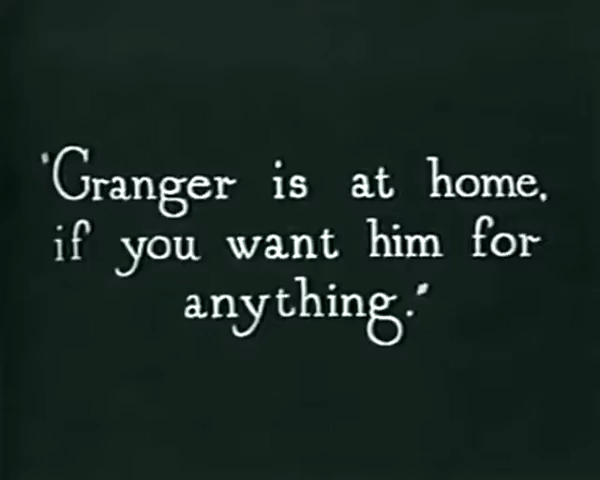 "Granger is at home,
if you want him for
anything."